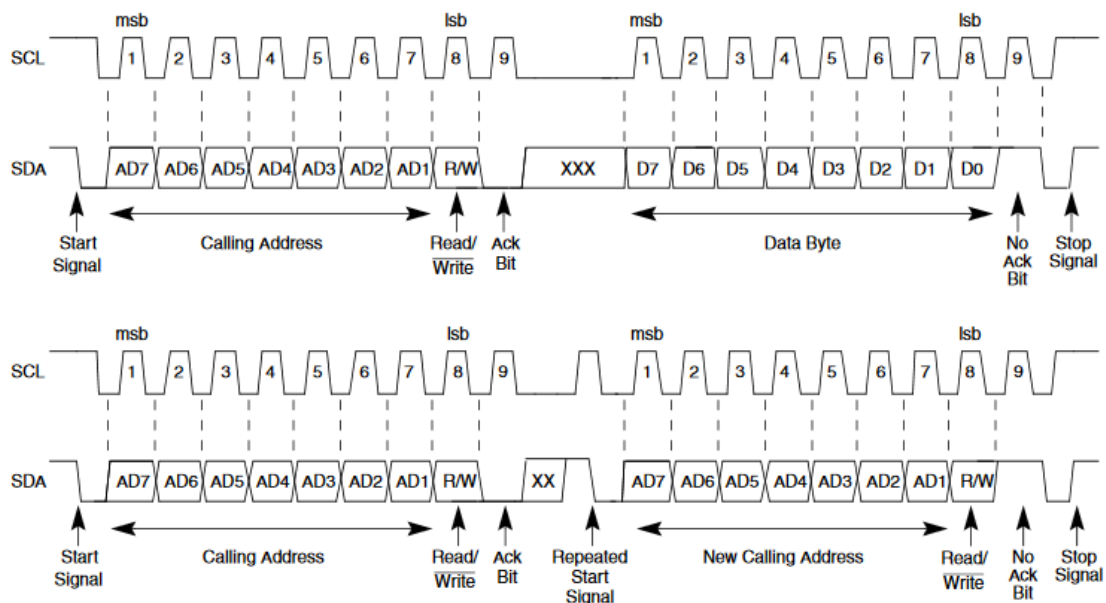 msb lsb msb lsb
SCL 1 2 3 4 5 6 7 8 9 1 2 3 4 5 6 7 8 9
SDA AD7 AD6 AD5 AD4 AD3 AD2 AD1 R/W XXX D7 D6 D5 D4 D3 D2 D1 D0
Start Signal
Calling Address
Read/ Write
Ack Bit
Data Byte
No Ack Bit
Stop Signal
msb lsb msb lsb
SCL 1 2 3 4 5 6 7 8 9 1 2 3 4 5 6 7 8 9
SDA AD7 AD6 AD5 AD4 AD3 AD2 AD1 R/W XX AD7 AD6 AD5 AD4 AD3 AD2 AD1 R/W
Start Signal
Calling Address
Read/ Write
Ack Bit
Repeated Start Signal
New Calling Address
Read/ Write
No Ack Bit
Stop Signal